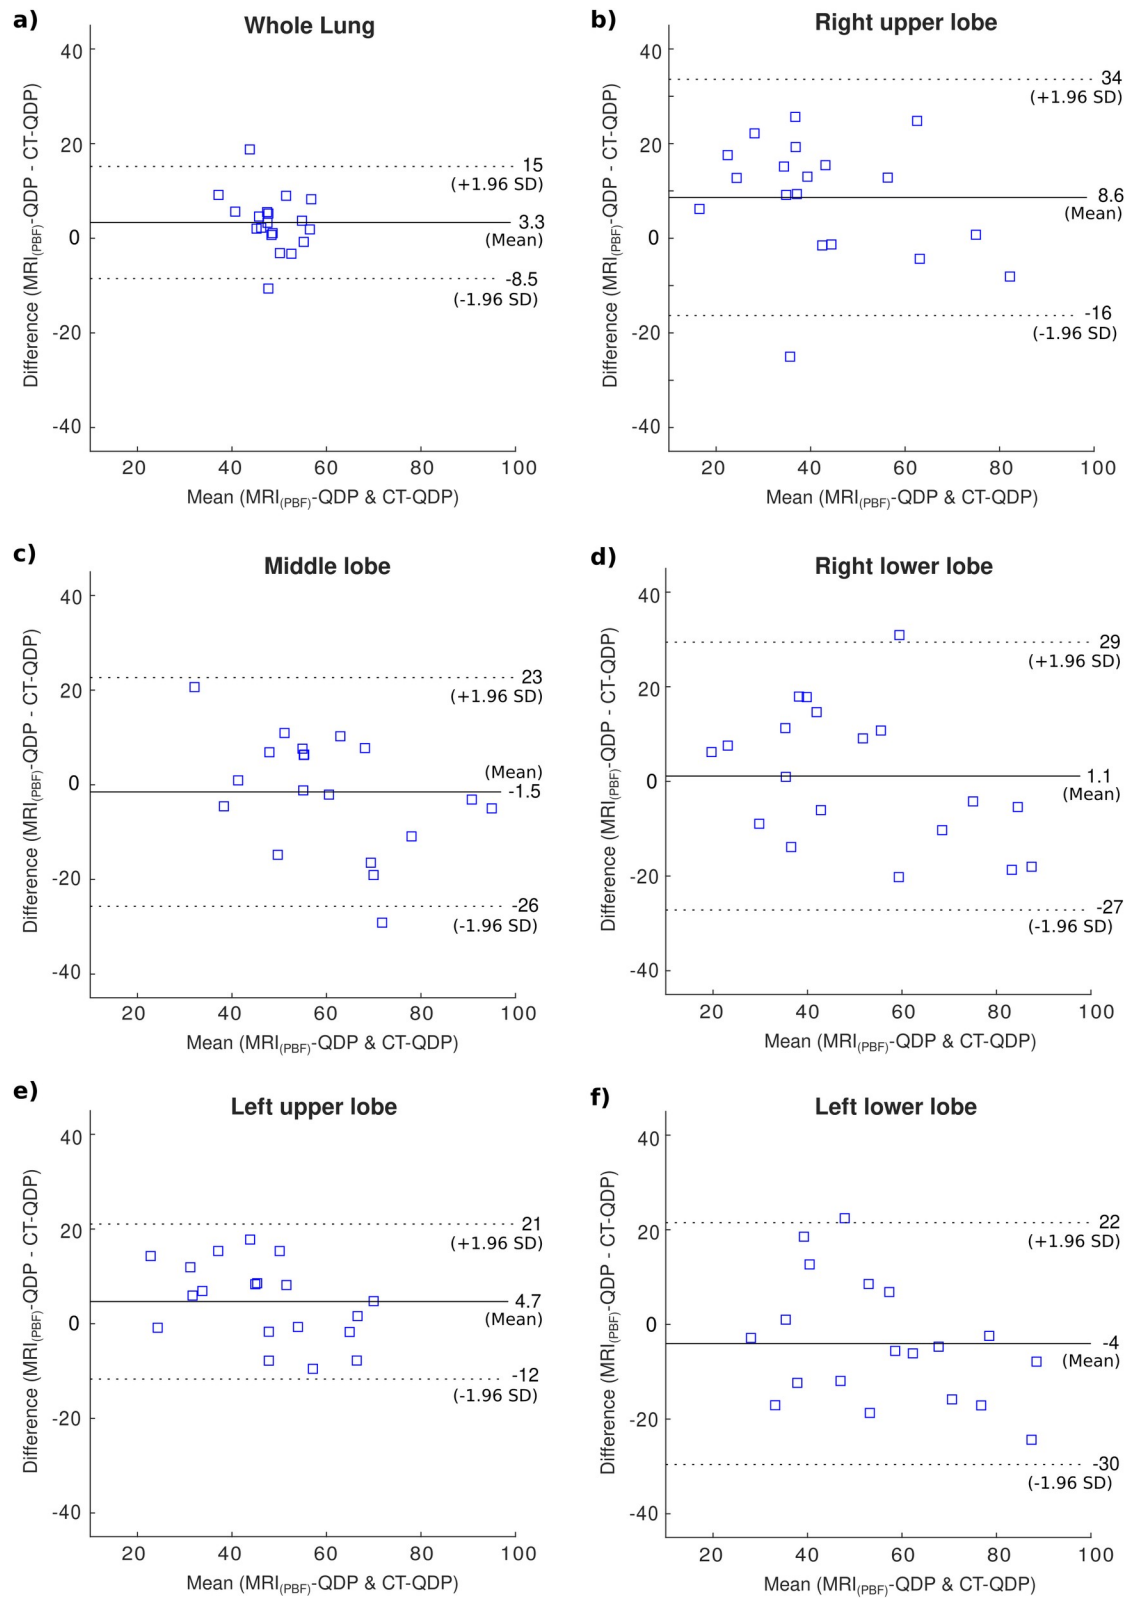 a)
Whole Lung
40
20
0
-20
-40
Difference (MRI(PBF)-QDP - CT-QDP)
15
(+1.96 SD)
3.3
(Mean)
-8.5
(-1.96 SD)
20
40
60
80
100
Mean (MRI(PBF)-QDP & CT-QDP)
b)
Right upper lobe
40
20
0
-20
-40
Difference (MRI(PBF)-QDP - CT-QDP)
34
(+1.96 SD)
8.6
(Mean)
-16
(-1.96 SD)
20
40
60
80
100
Mean (MRI(PBF)-QDP & CT-QDP)
c)
Middle lobe
40
20
0
-20
-40
Difference (MRI(PBF)-QDP - CT-QDP)
23
(+1.96 SD)
(Mean)
-1.5
-26
(-1.96 SD)
20
40
60
80
100
Mean (MRI(PBF)-QDP & CT-QDP)
d)
Right lower lobe
40
20
0
-20
-40
Difference (MRI(PBF)-QDP - CT-QDP)
29
(+1.96 SD)
1.1
(Mean)
-27
(-1.96 SD)
20
40
60
80
100
Mean (MRI(PBF)-QDP & CT-QDP)
e)
Left upper lobe
40
20
0
-20
-40
Difference (MRI(PBF)-QDP - CT-QDP)
21
(+1.96 SD)
4.7
(Mean)
-12
(-1.96 SD)
20
40
60
80
100
Mean (MRI(PBF)-QDP & CT-QDP)
f)
Left lower lobe
40
20
0
-20
-40
Difference (MRI(PBF)-QDP - CT-QDP)
22
(+1.96 SD)
-4
(Mean)
-30
(-1.96 SD)
20
40
60
80
100
Mean (MRI(PBF)-QDP & CT-QDP)